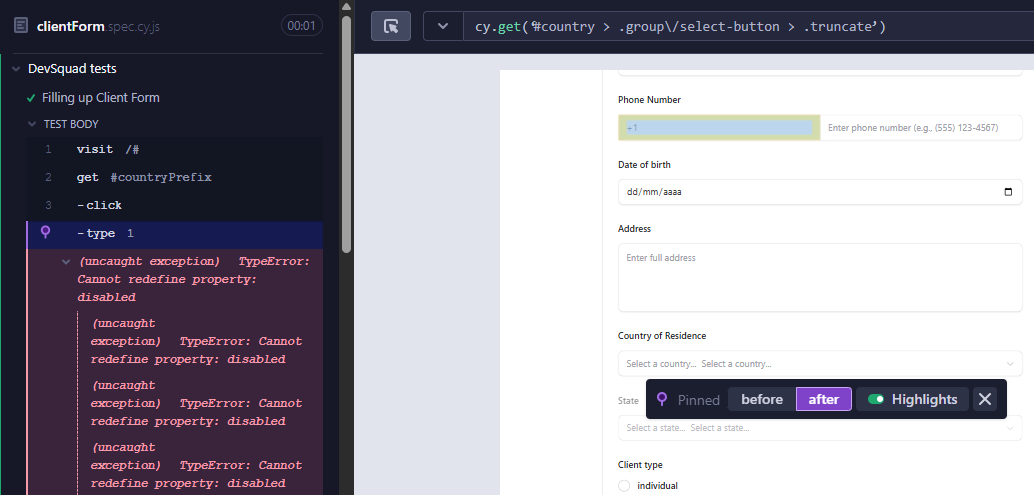 clientForm.spec.cy.js
00:01
cy.get('#country > .group\/select-button > .truncate')
DevSquad tests
Filling up Client Form
TEST BODY
1 visit /#
2 get #countryPrefix
3 -click
-type 1
(uncaught exception) TypeError:
Cannot redefine property:
disabled
(uncaught
exception) TypeError: Cannot
redefine property: disabled
(uncaught
exception) TypeError: Cannot
redefine property: disabled
(uncaught
exception) TypeError: Cannot
redefine property: disabled
Phone Number
+1
Enter phone number (e.g., (555) 123-4567)
Date of birth
dd/mm/aaaa
Address
Enter full address
Country of Residence
Select a country... Select a country...
State
Pinned before after Highlights
Select a state... Select a state...
Client type
individual